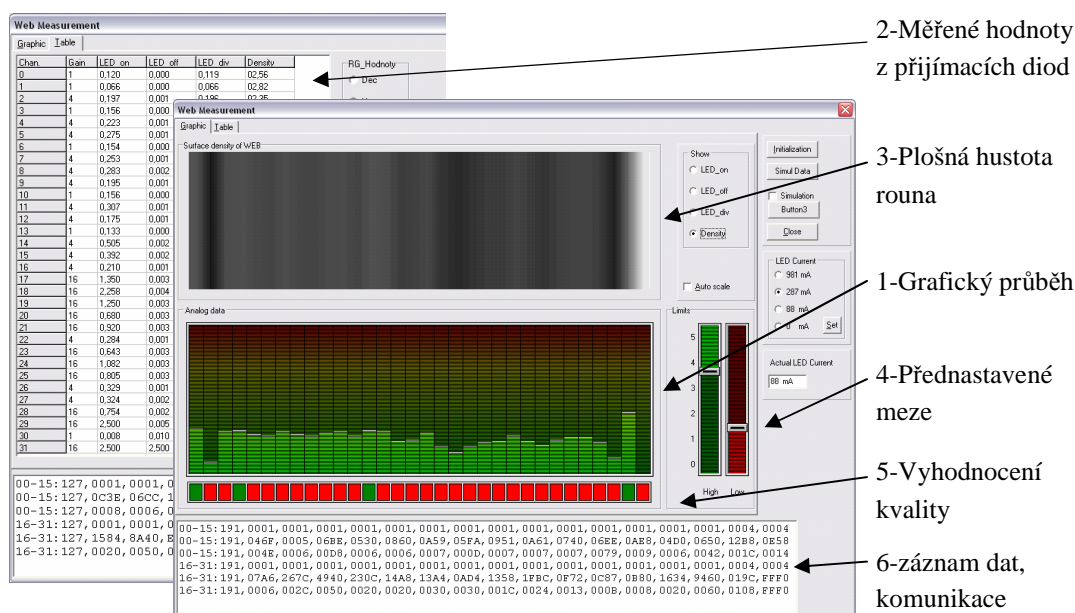 Web Measurement
Graphic Table
Chan. Gain LED_on LED_off LED_div Density
0 1 0,120 0,000 0,119 02,56
1 1 0,066 0,000 0,066 02,82
2 4 0,197 0,001 0,196 02,35
3 1 0,156 0,000
4 4 0,223 0,001
5 4 0,275 0,001
6 1 0,154 0,000
7 4 0,253 0,001
8 4 0,283 0,002
9 4 0,195 0,001
10 1 0,156 0,000
11 4 0,307 0,001
12 4 0,175 0,001
13 1 0,133 0,000
14 4 0,505 0,002
15 4 0,392 0,002
16 4 0,210 0,001
17 16 1,350 0,003
18 16 2,258 0,004
19 16 1,250 0,003
20 16 0,680 0,003
21 16 0,920 0,003
22 4 0,284 0,001
23 16 0,643 0,003
24 16 1,082 0,003
25 16 0,805 0,003
26 4 0,329 0,001
27 4 0,324 0,002
28 16 0,754 0,002
29 16 2,500 0,005
30 1 0,008 0,010
31 16 2,500 2,500
RG_Hodnoty
Dec
00-15:127,0001,0001,0
00-15:127,0C3E,06CC,1
00-15:127,0008,0006,0
16-31:127,0001,0001,0
16-31:127,1584,8A40,E
16-31:127,0020,0050,0
Web Measurement
Graphic Table
Surface density of WEB
Show
LED_on
LED_off
LED_div
Density
Auto scale
Initialization
Simul Data
Simulation
Button3
Close
LED Current
981 mA
287 mA
88 mA
0 mA
Set
Actual LED Current
88 mA
Analog data
Limits
5
4
3
2
1
0
High Low
00-15:191,0001,0001,0001,0001,0001,0001,0001,0001,0001,0001,0001,0001,0001,0001,0004,0004
00-15:191,046F,0005,06BE,0530,0860,0A59,05FA,0951,0A61,0740,06EE,0AE8,04D0,0650,12B8,0E58
00-15:191,004E,0006,00D8,0006,0006,0007,000D,0007,0007,0007,0079,0009,0006,0042,001C,0014
16-31:191,0001,0001,0001,0001,0001,0001,0001,0001,0001,0001,0001,0001,0001,0001,0004,0004
16-31:191,07A6,267C,4940,230C,14A8,13A4,0AD4,1358,1FBC,0F72,0C87,0B80,1634,9460,019C,FFF0
16-31:191,0006,002C,0050,0020,0020,0030,0030,001C,0024,0013,000B,0008,0020,0060,0108,FFF0
2-Měřené hodnoty
z přijímacích diod
3-Plošná hustota
rouna
1-Grafický průběh
4-Přednastavené
meze
5-Vyhodnocení
kvality
6-záznam dat,
komunikace